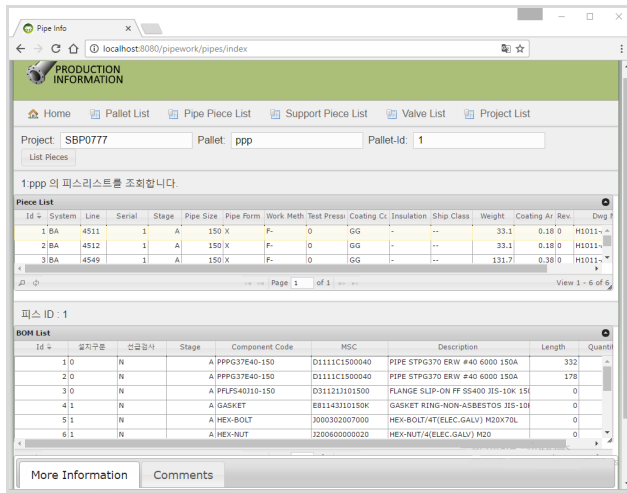 Pipe Info
localhost:8080/pipework/pipes/index
PRODUCTION
INFORMATION
Home Pallet List Pipe Piece List Support Piece List Valve List Project List
Project: SBP0777 Pallet: ppp Pallet-Id: 1
List Pieces
1:ppp 의 피스리스트를 조회합니다.
Piece List
Id System Line Serial Stage Pipe Size Pipe Form Work Meth Test Pressu Coating Co Insulation Ship Class Weight Coating Ar Rev. Dwg
1 BA 4511 1 A 150 X F- 0 GG - -- 33.1 0.18 0 H1011-
2 BA 4512 1 A 150 X F- 0 GG - -- 33.1 0.18 0 H1011-
3 BA 4549 1 A 150 X F- 0 GG - -- 131.7 0.38 0 H1011-
Page 1 of 1 View 1 - 6 of 6
피스 ID : 1
BOM List
Id 설치구분 선급검사 Stage Component Code MSC Description Length Quanti
1 0 N A PPPG37E40-150 D1111C1500040 PIPE STPG370 ERW #40 6000 150A 332
2 0 N A PPPG37E40-150 D1111C1500040 PIPE STPG370 ERW #40 6000 150A 178
3 0 N A PFLFS40J10-150 D31121J101500 FLANGE SLIP-ON FF SS400 JIS-10K 150 0
4 1 N A GASKET E81143J10150K GASKET RING-NON-ASBESTOS JIS-10K 0
5 1 N A HEX-BOLT J000302007000 HEX-BOLT/4T(ELEC.GALV) M20X70L 0
6 1 N A HEX-NUT J200600000020 HEX-NUT/4(ELEC.GALV) M20 0
More Information Comments